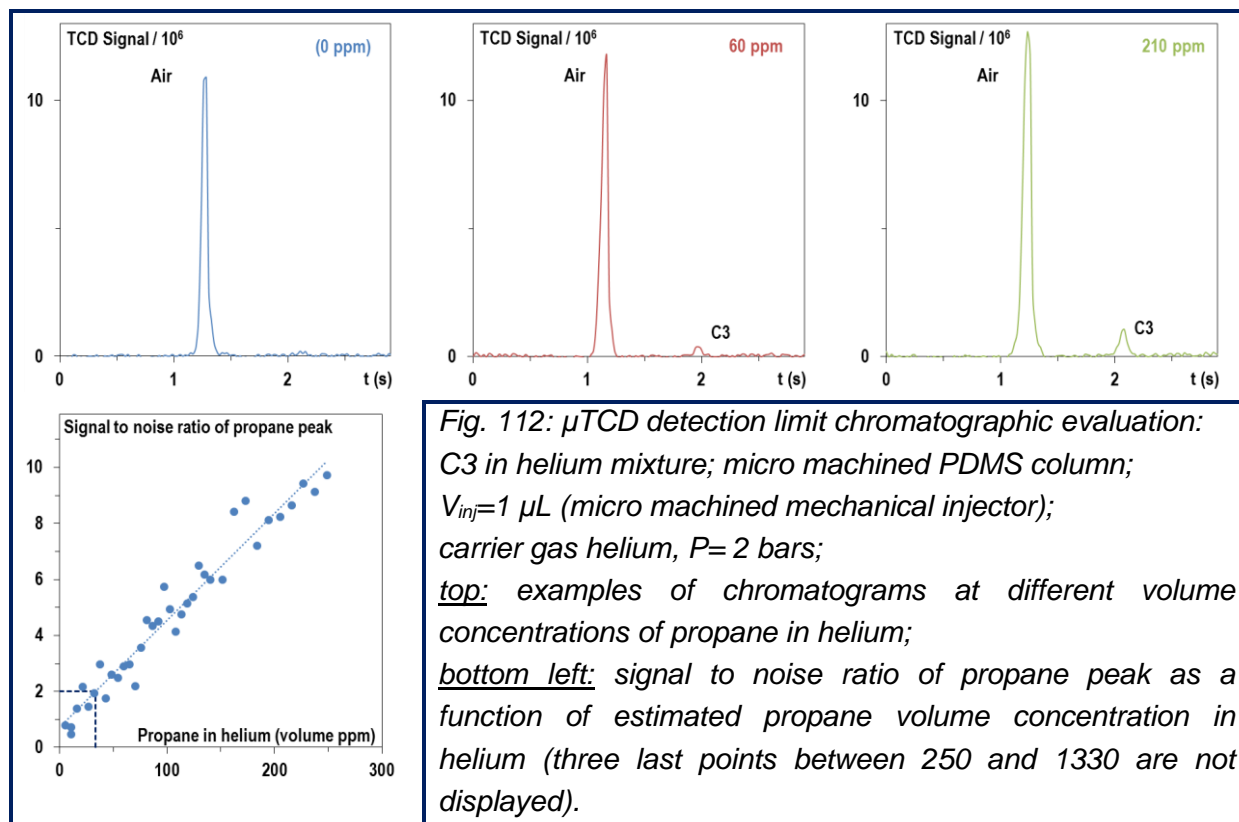 TCD Signal / 10⁶
(0 ppm)
Air
10
0
0
1
2
t (s)
TCD Signal / 10⁶
60 ppm
Air
10
C3
0
0
1
2
t (s)
TCD Signal / 10⁶
210 ppm
Air
10
C3
0
0
1
2
t (s)
Signal to noise ratio of propane peak
10
8
6
4
2
0
Propane in helium (volume ppm)
0
100
200
300
Fig. 112: µTCD detection limit chromatographic evaluation:
C3 in helium mixture; micro machined PDMS column;
Vinj=1 µL (micro machined mechanical injector);
carrier gas helium, P= 2 bars;
top: examples of chromatograms at different volume
concentrations of propane in helium;
bottom left: signal to noise ratio of propane peak as a
function of estimated propane volume concentration in
helium (three last points between 250 and 1330 are not
displayed).